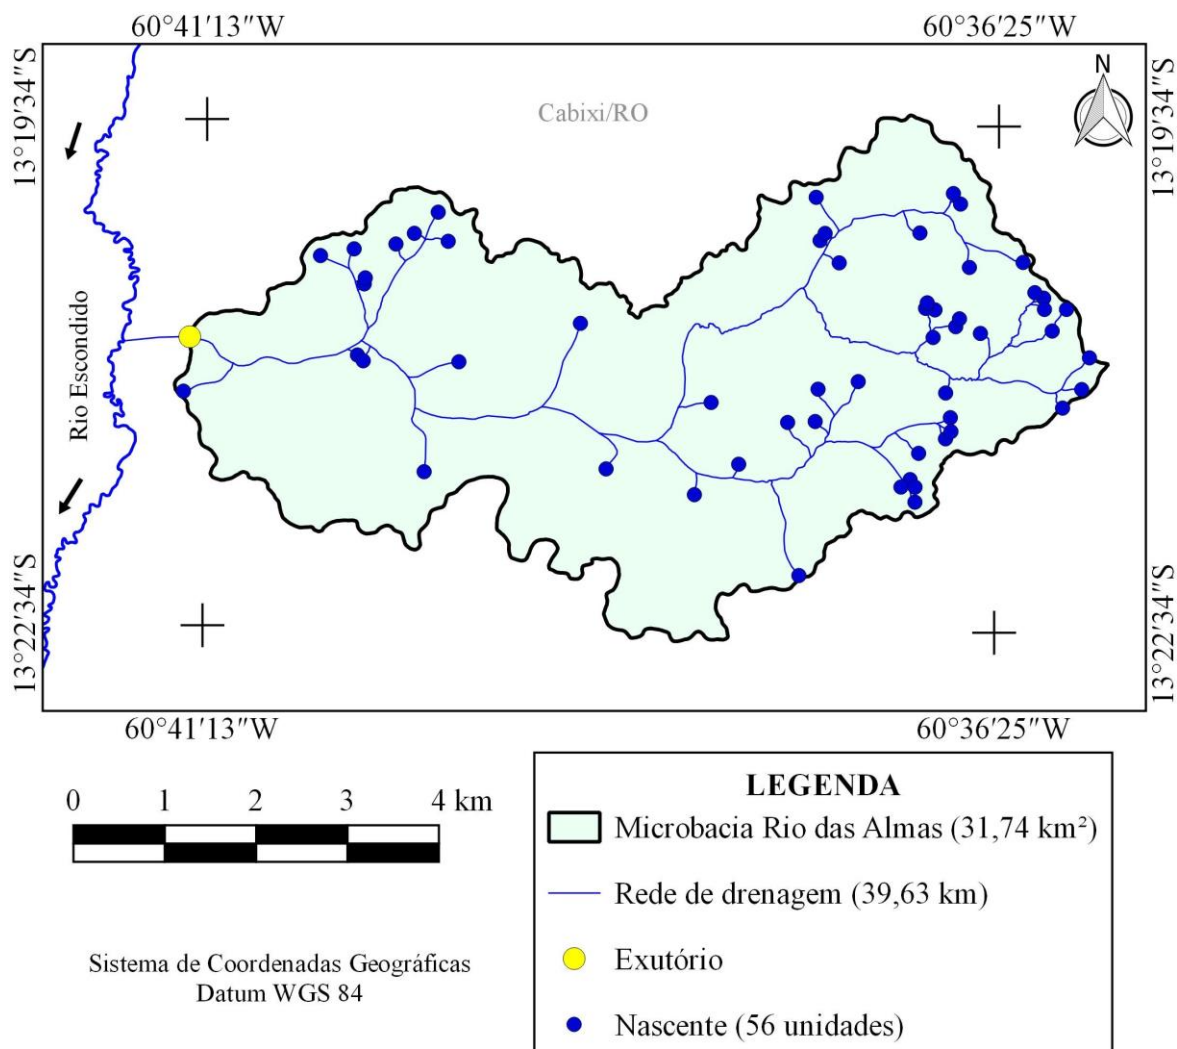 60°41'13"W 60°36'25"W
13°19'34"S
13°19'34"S
N
Cabixi/RO
Rio Escondido
13°22'34"S
13°22'34"S
60°41'13"W 60°36'25"W
0 1 2 3 4 km
Sistema de Coordenadas Geográficas
Datum WGS 84
LEGENDA
Microbacia Rio das Almas (31,74 km²)
Rede de drenagem (39,63 km)
Exutório
Nascente (56 unidades)